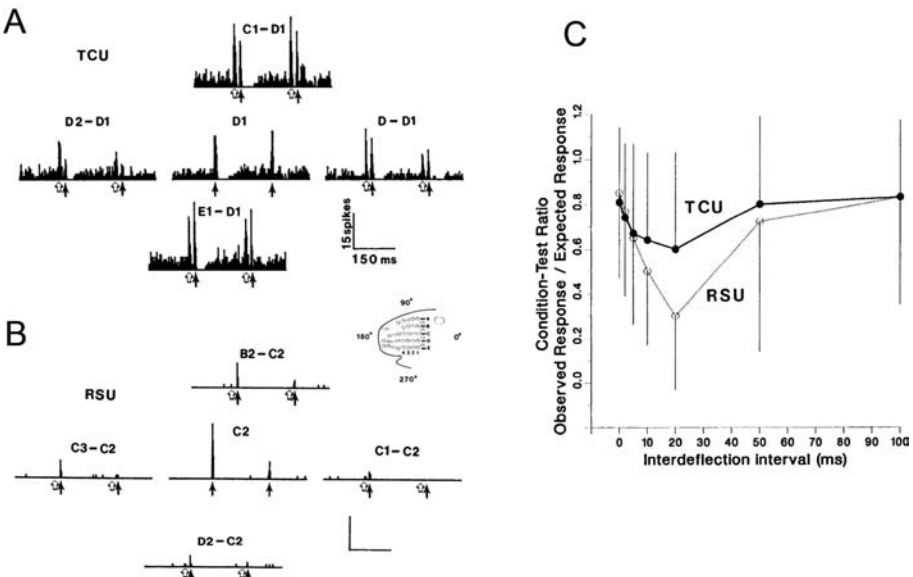 A
TCU
C1–D1
D2–D1
D1
D–D1
E1–D1
15 spikes
150 ms
B
RSU
90°
180°
0°
270°
4 3 2 1
B2–C2
C3–C2
C2
C1–C2
D2–C2
C
Condition-Test Ratio
Observed Response / Expected Response
1.2
1.0
0.8
0.6
0.4
0.2
0.0
TCU
RSU
0 10 20 30 40 50 60 70 80 90 100
Interdeflection interval (ms)